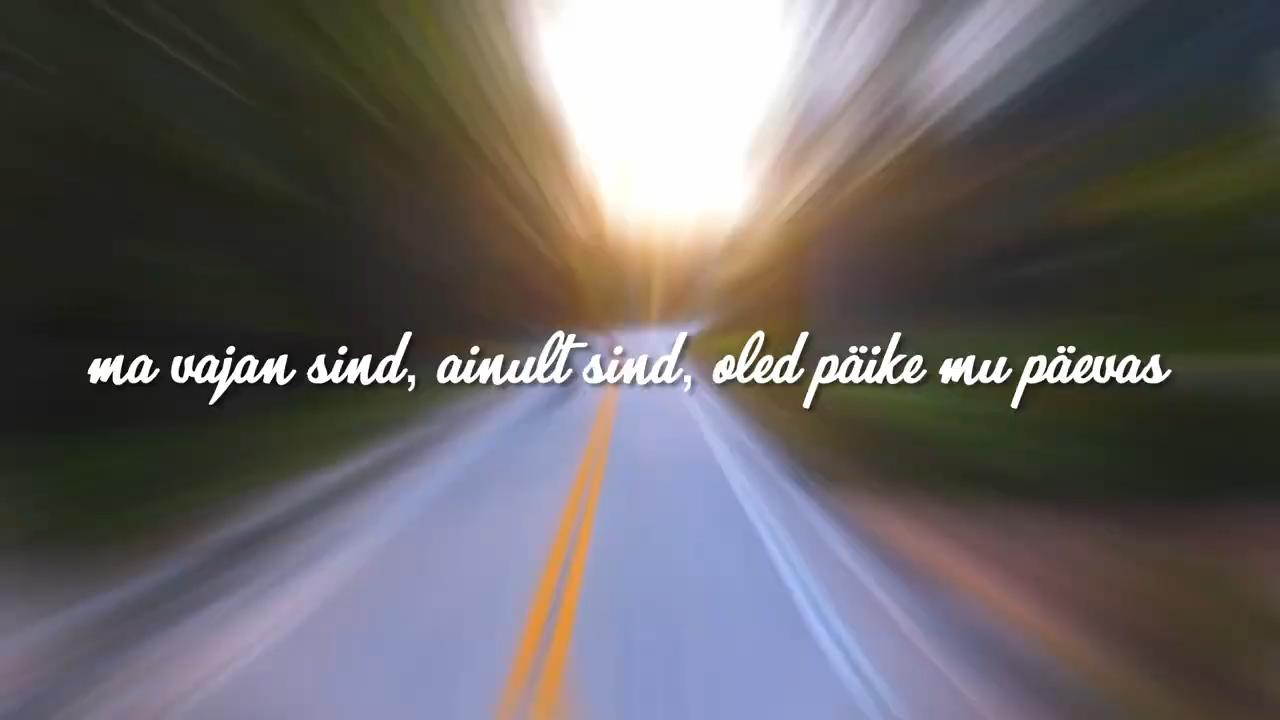 ma vajan sind, ainult sind, oled päike mu päevas